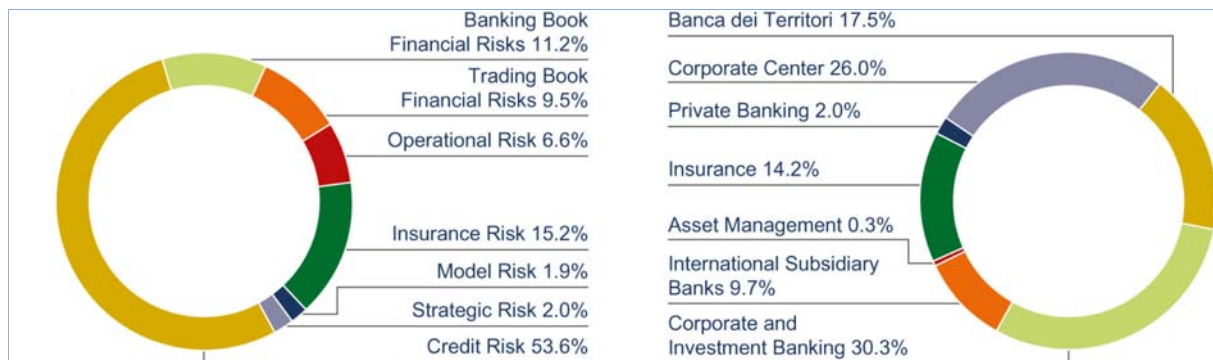 Banking Book
Financial Risks 11.2%
Trading Book
Financial Risks 9.5%
Operational Risk 6.6%
Insurance Risk 15.2%
Model Risk 1.9%
Strategic Risk 2.0%
Credit Risk 53.6%
Banca dei Territori 17.5%
Corporate Center 26.0%
Private Banking 2.0%
Insurance 14.2%
Asset Management 0.3%
International Subsidiary
Banks 9.7%
Corporate and
Investment Banking 30.3%